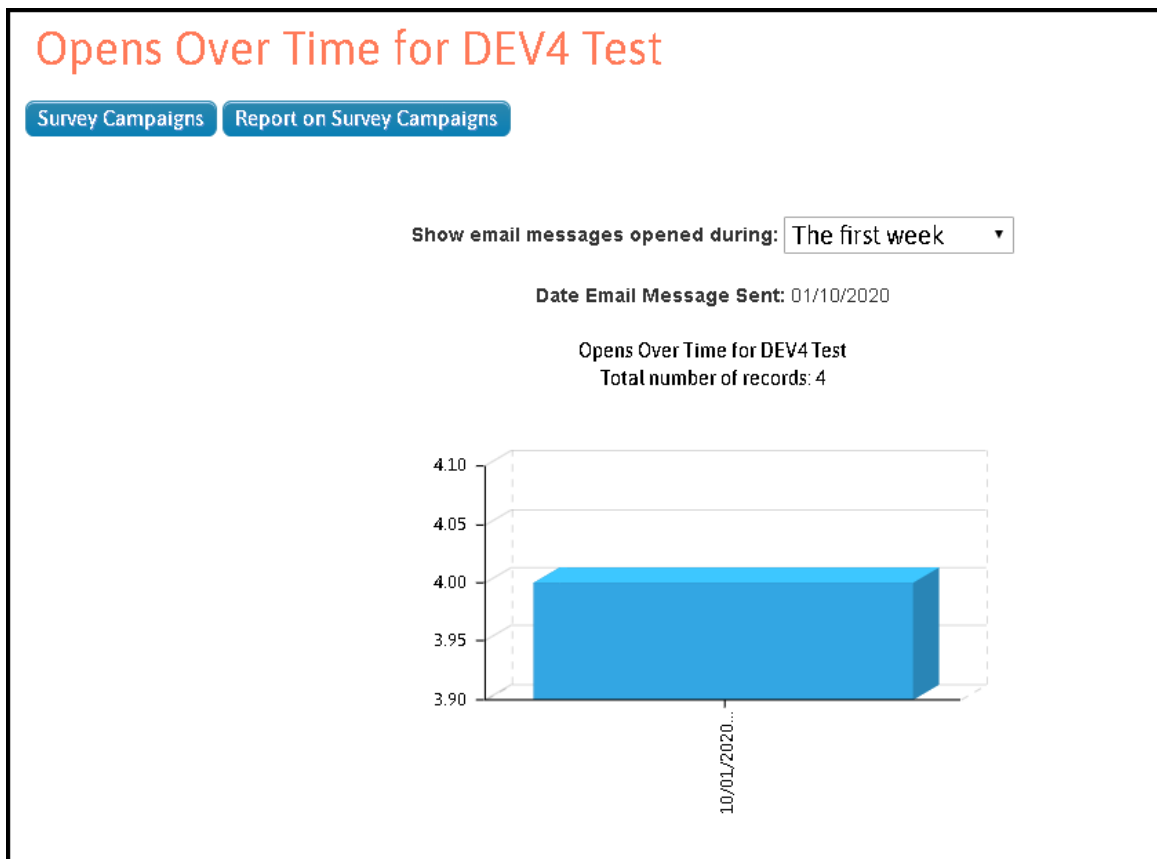 Opens Over Time for DEV4 Test
Survey Campaigns Report on Survey Campaigns
Show email messages opened during: The first week
Date Email Message Sent: 01/10/2020
Opens Over Time for DEV4 Test
Total number of records: 4
4.10
4.05
4.00
3.95
3.90
10/01/2020...